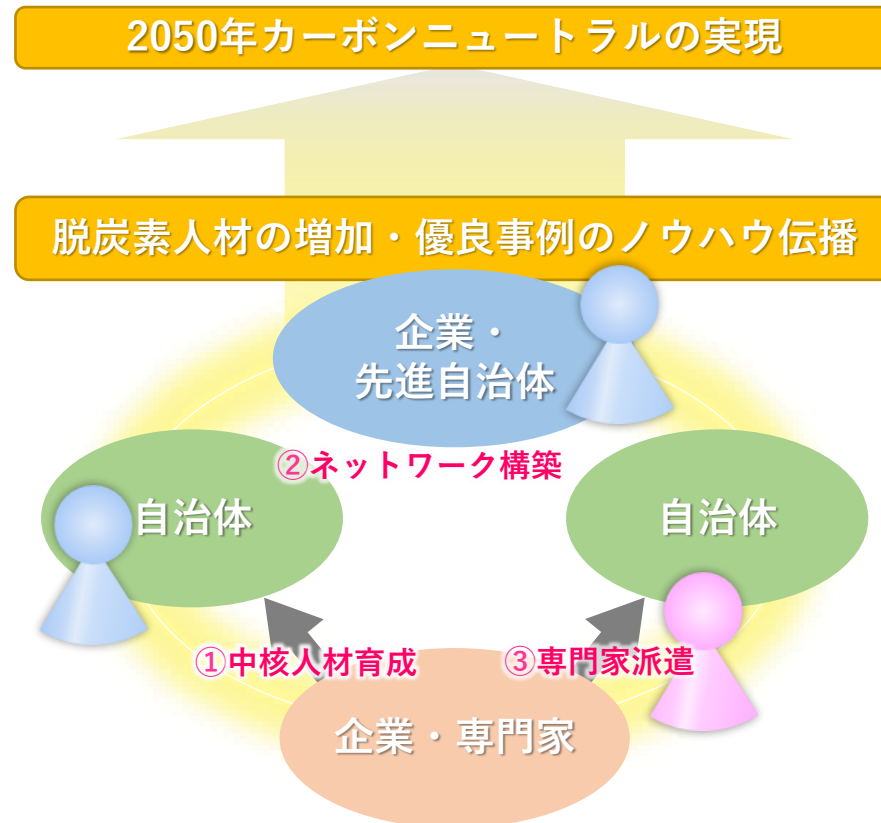 2050年カーボンニュートラルの実現
脱炭素人材の増加・優良事例のノウハウ伝播
企業・
先進自治体
②ネットワーク構築
自治体
自治体
①中核人材育成
③専門家派遣
企業・専門家